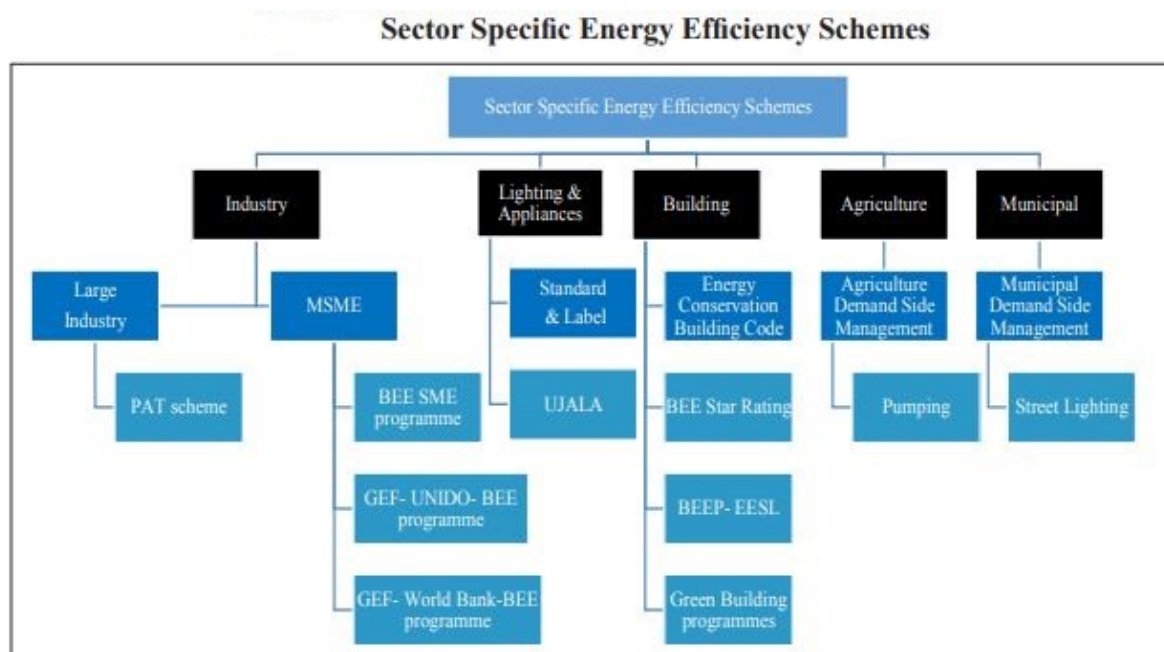 Sector Specific Energy Efficiency Schemes
Sector Specific Energy Efficiency Schemes
Industry
Lighting &
Appliances
Building
Agriculture
Municipal
Large
Industry
MSME
Standard
& Label
Energy
Conservation
Building Code
Agriculture
Demand Side
Management
Municipal
Demand Side
Management
PAT scheme
BEE SME
programme
UJALA
BEE Star Rating
Pumping
Street Lighting
GEF- UNIDO- BEE
programme
BEEP- EESL
GEF- World Bank-BEE
programme
Green Building
programmes